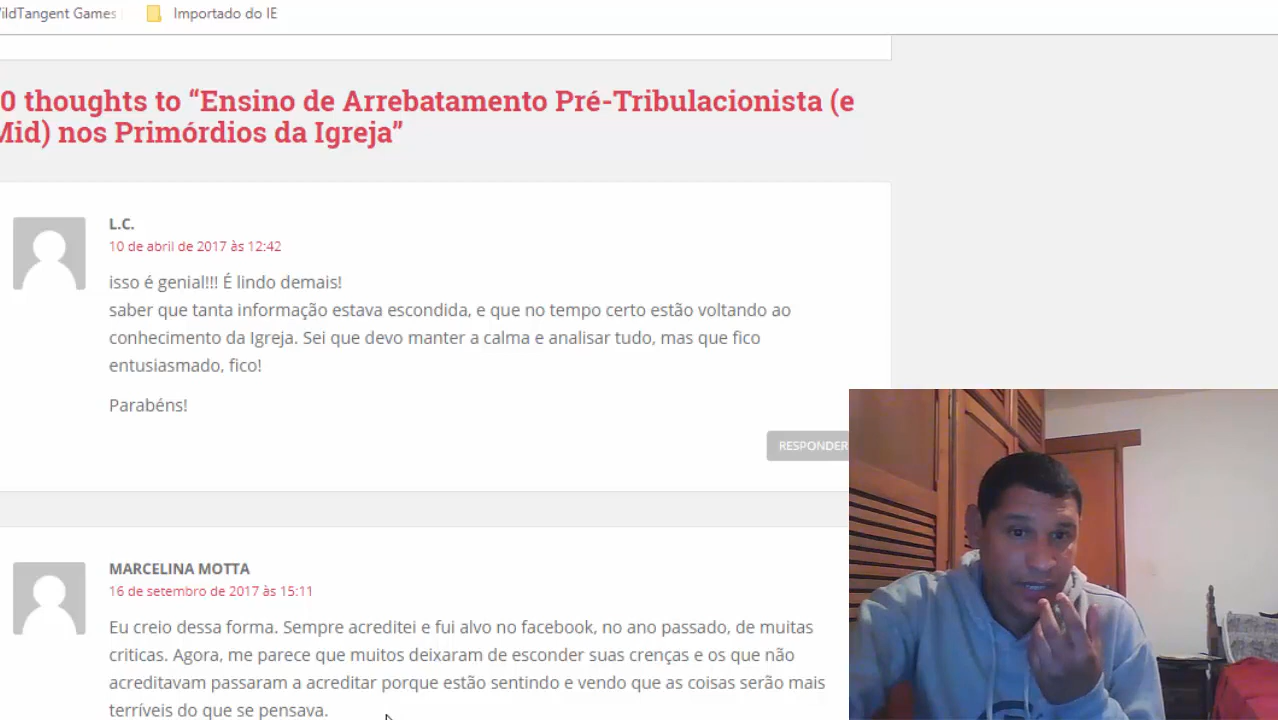 ildTangent Games
Importado do IE
0 thoughts to “Ensino de Arrebatamento Pré-Tribulacionista (e
Mid) nos Primórdios da Igreja”
L.C.
10 de abril de 2017 às 12:42
isso é genial!!! É lindo demais!
saber que tanta informação estava escondida, e que no tempo certo estão voltando ao
conhecimento da Igreja. Sei que devo manter a calma e analisar tudo, mas que fico
entusiasmado, fico!
Parabéns!
RESPONDER
MARCELINA MOTTA
16 de setembro de 2017 às 15:11
Eu creio dessa forma. Sempre acreditei e fui alvo no facebook, no ano passado, de muitas
criticas. Agora, me parece que muitos deixaram de esconder suas crenças e os que não
acreditavam passaram a acreditar porque estão sentindo e vendo que as coisas serão mais
terríveis do que se pensava.